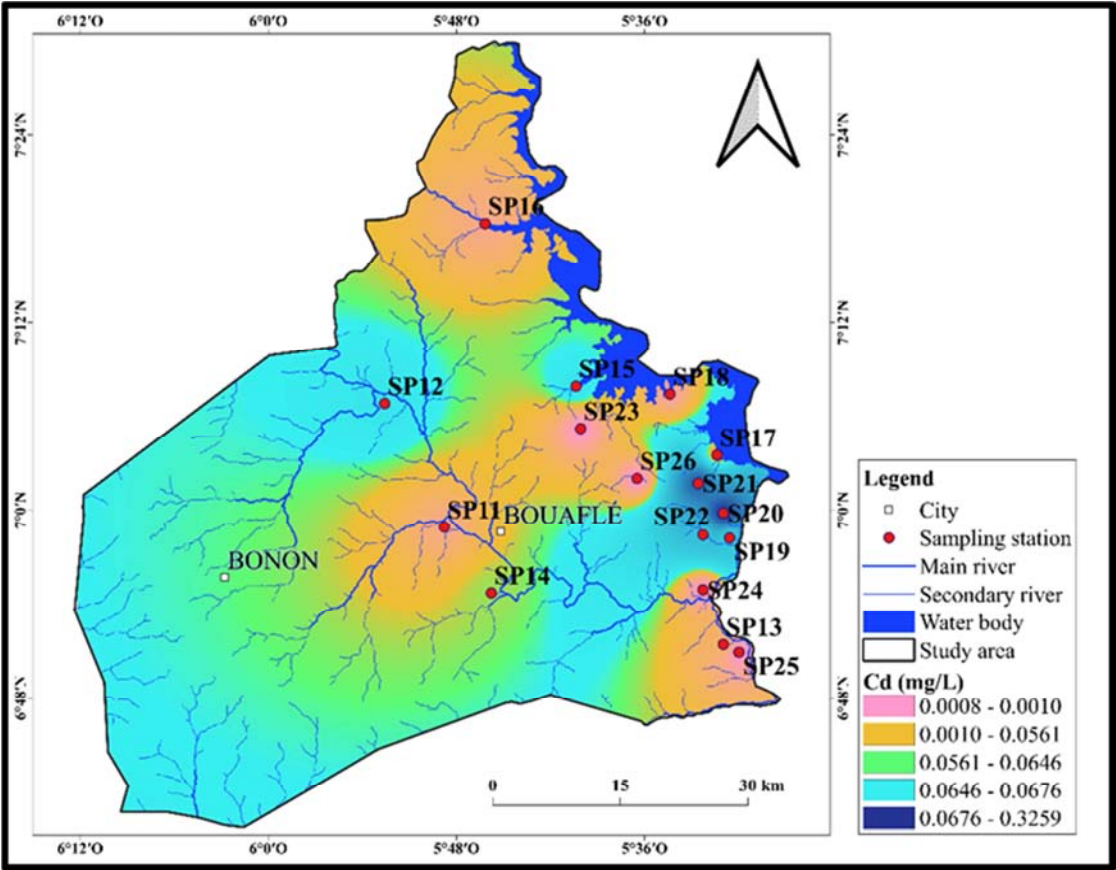 6°12'O 6°0'O 5°48'O 5°36'O
7°24'N 7°24'N
SP16
7°12'N 7°12'N
SP15
SP12 SP18
SP23
SP17
SP26
SP21
7°0'N SP11 BOUAFLÉ SP22 SP20 7°0'N
SP19
BONON
SP14
SP24
SP13
SP25
6°48'N 6°48'N
0 15 30 km
6°12'O 6°0'O 5°48'O 5°36'O
Legend
City
Sampling station
Main river
Secondary river
Water body
Study area
Cd (mg/L)
0.0008 - 0.0010
0.0010 - 0.0561
0.0561 - 0.0646
0.0646 - 0.0676
0.0676 - 0.3259